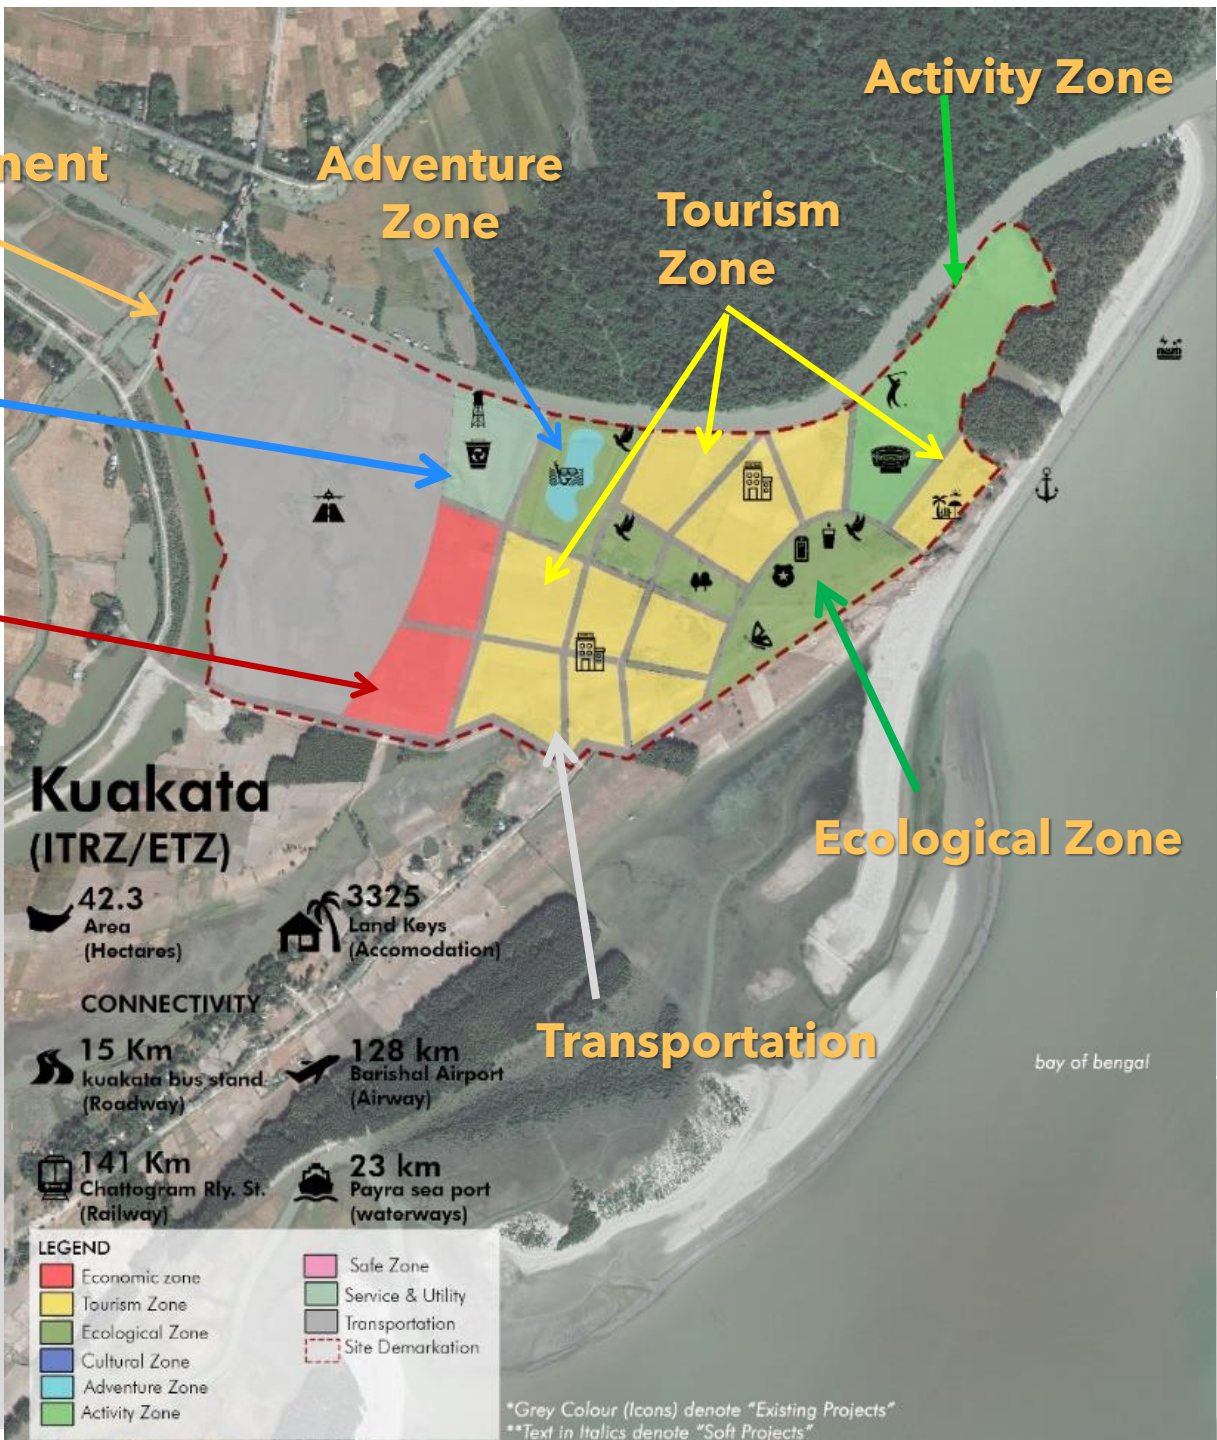 Activity Zone
nent
Adventure
Zone
Tourism
Zone
Ecological Zone
Transportation
Kuakata
(ITRZ/ETZ)
42.3
Area
(Hectares)
3325
Land Keys
(Accomodation)
CONNECTIVITY
15 Km
kuakata bus stand
(Roadway)
128 km
Barishal Airport
(Airway)
141 Km
Chattogram Rly. St.
(Railway)
23 km
Payra sea port
(waterways)
bay of bengal
LEGEND
Economic zone
Tourism Zone
Ecological Zone
Cultural Zone
Adventure Zone
Activity Zone
Safe Zone
Service & Utility
Transportation
Site Demarkation
*Grey Colour (Icons) denote "Existing Projects"
**Text in Italics denote "Soft Projects"